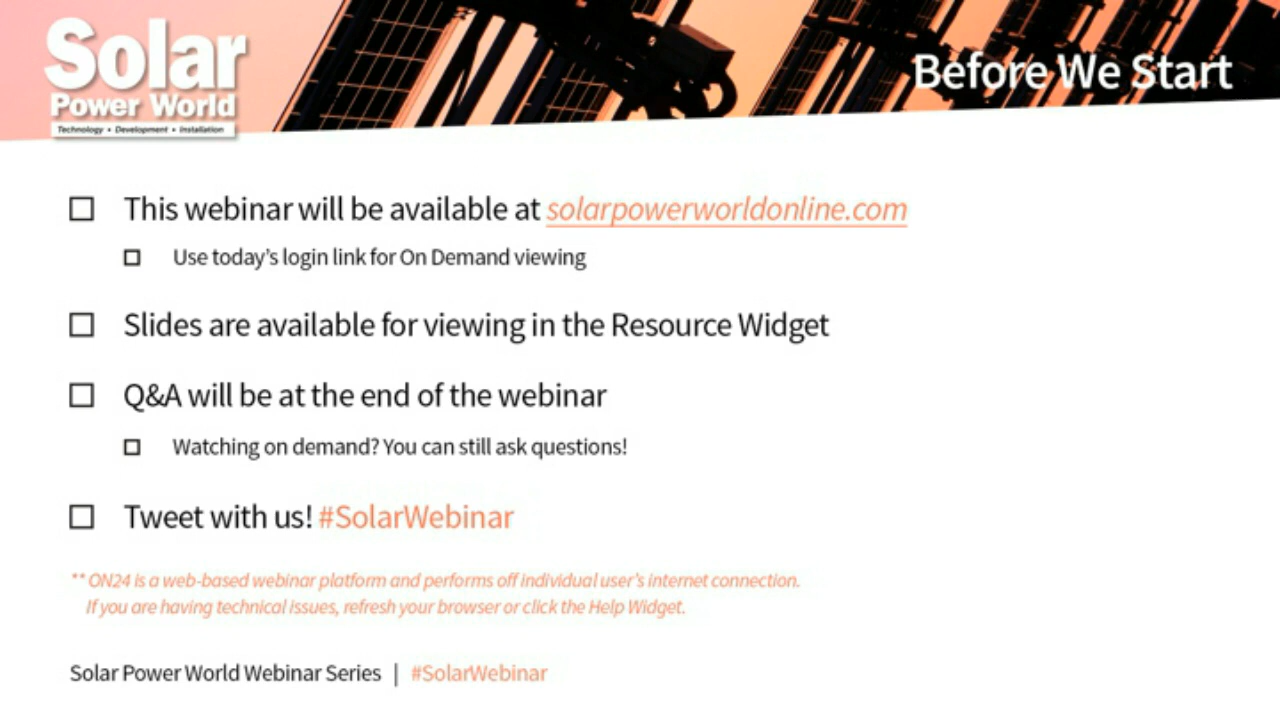 Solar
Power World
Technology • Development • Installation
Before We Start
This webinar will be available at solarpowerworldonline.com
Use today’s login link for On Demand viewing
Slides are available for viewing in the Resource Widget
Q&A will be at the end of the webinar
Watching on demand? You can still ask questions!
Tweet with us! #SolarWebinar
** ON24 is a web-based webinar platform and performs off individual user’s internet connection.
If you are having technical issues, refresh your browser or click the Help Widget.
Solar Power World Webinar Series | #SolarWebinar